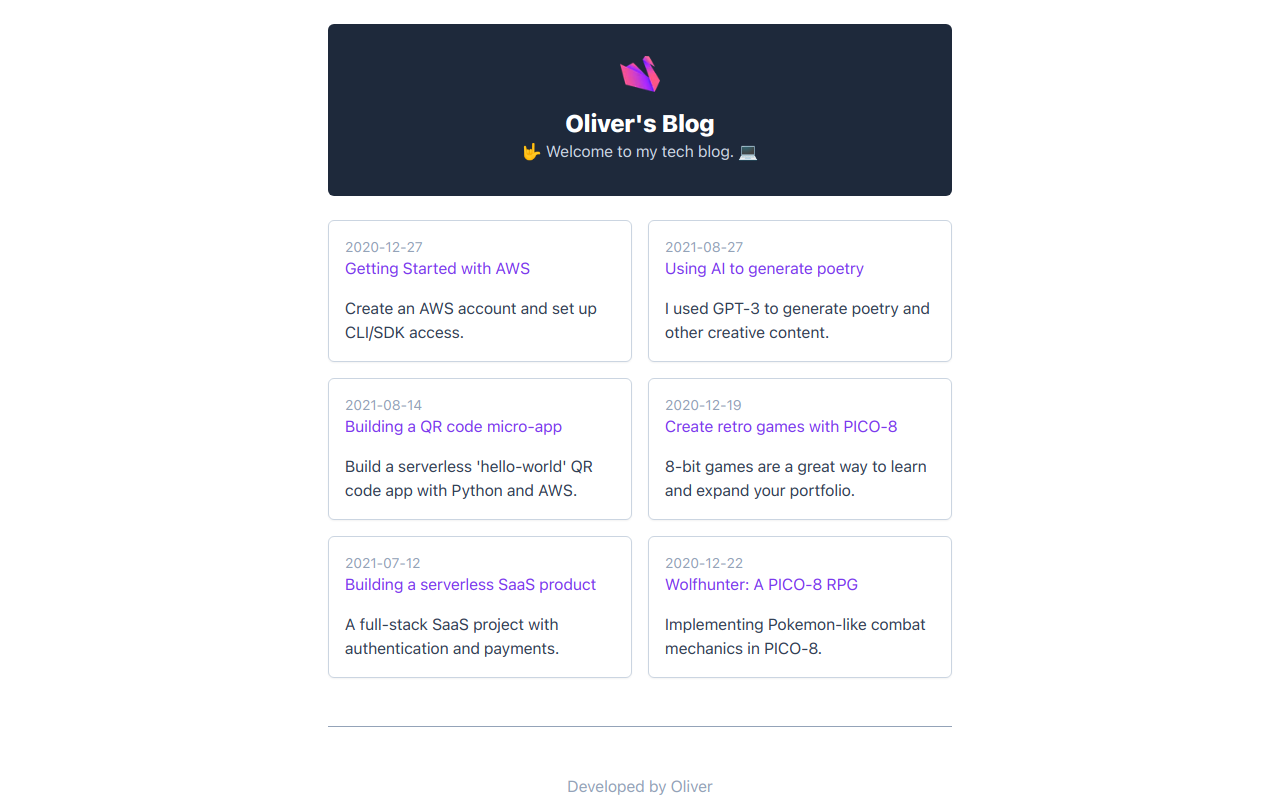 Oliver's Blog
🤟 Welcome to my tech blog. 💻
2020-12-27
Getting Started with AWS
Create an AWS account and set up
CLI/SDK access.
2021-08-27
Using AI to generate poetry
I used GPT-3 to generate poetry and
other creative content.
2021-08-14
Building a QR code micro-app
Build a serverless 'hello-world' QR
code app with Python and AWS.
2020-12-19
Create retro games with PICO-8
8-bit games are a great way to learn
and expand your portfolio.
2021-07-12
Building a serverless SaaS product
A full-stack SaaS project with
authentication and payments.
2020-12-22
Wolfhunter: A PICO-8 RPG
Implementing Pokemon-like combat
mechanics in PICO-8.
Developed by Oliver